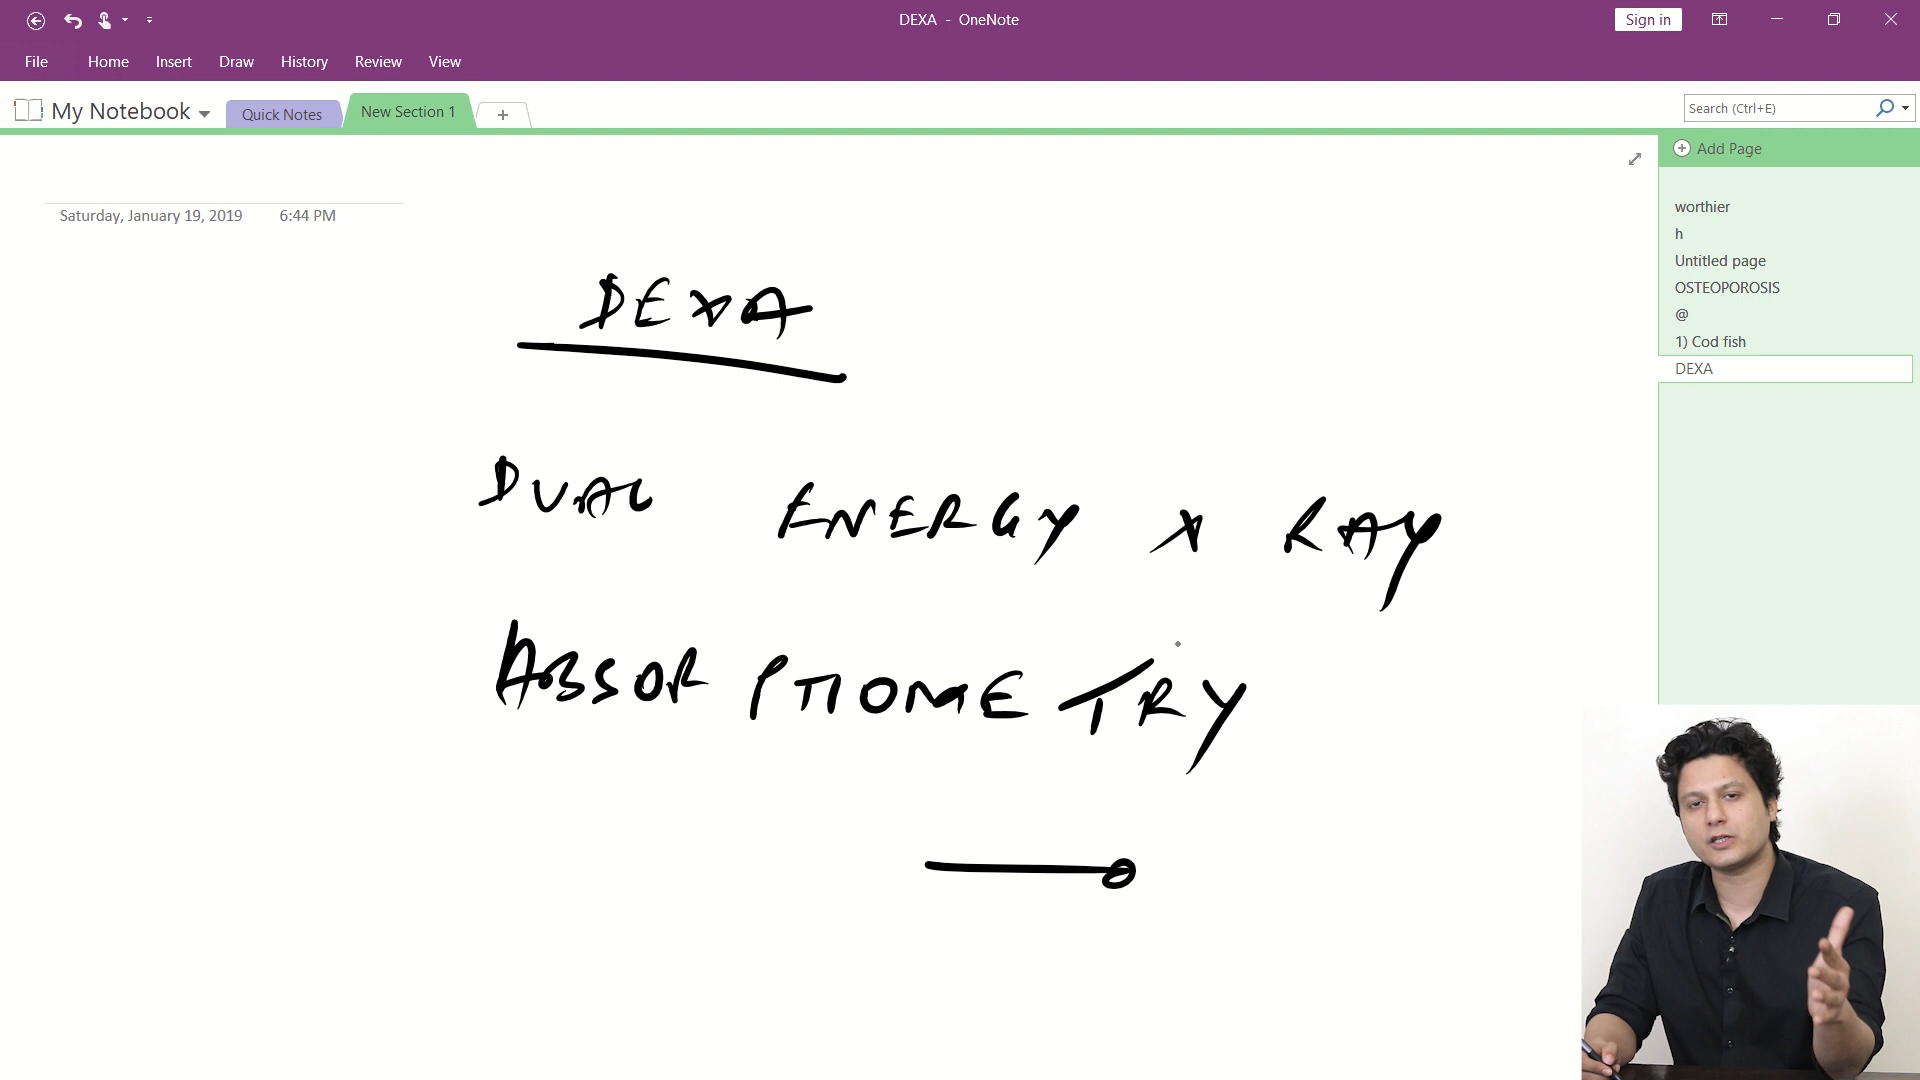 DEXA - OneNote
Sign in
File Home Insert Draw History Review View
My Notebook Quick Notes New Section 1 +
Search (Ctrl+E)
Add Page
Saturday, January 19, 2019 6:44 PM
worthier
h
Untitled page
OSTEOPOROSIS
@
1) Cod fish
DEXA
DEXA
DUAL ENERGY X RAY
ABSORPTIOMETRY